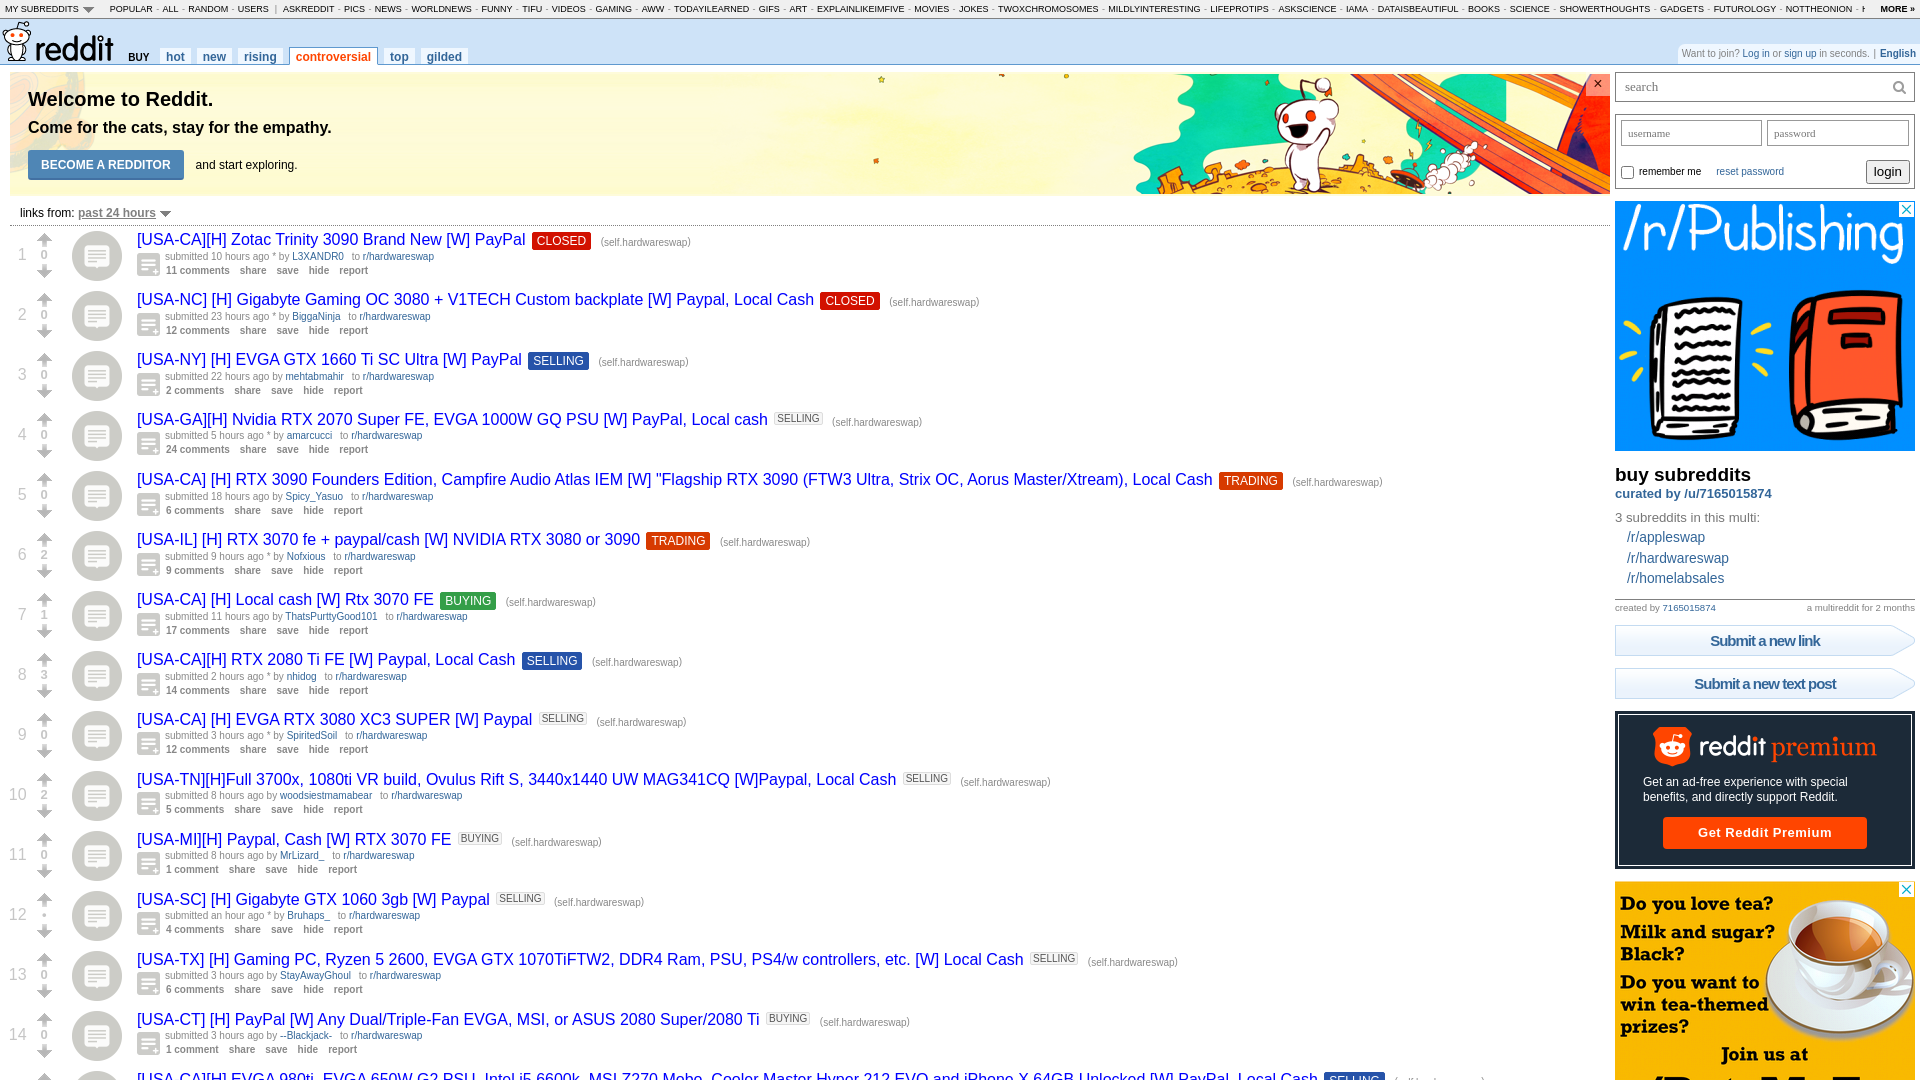 MY SUBREDDITS POPULAR - ALL - RANDOM - USERS | ASKREDDIT - PICS - NEWS - WORLDNEWS - FUNNY - TIFU - VIDEOS - GAMING - AWW - TODAYILEARNED - GIFS - ART - EXPLAINLIKEIMFIVE - MOVIES - JOKES - TWOXCHROMOSOMES - MILDLYINTERESTING - LIFEPROTIPS - ASKSCIENCE - IAMA - DATAISBEAUTIFUL - BOOKS - SCIENCE - SHOWERTHOUGHTS - GADGETS - FUTUROLOGY - NOTTHEONION - MORE »
reddit BUY hot new rising controversial top gilded
Want to join? Log in or sign up in seconds. | English
Welcome to Reddit.
Come for the cats, stay for the empathy.
BECOME A REDDITOR and start exploring.
×
links from: past 24 hours
1
0
[USA-CA][H] Zotac Trinity 3090 Brand New [W] PayPal CLOSED (self.hardwareswap)
submitted 10 hours ago * by L3XANDR0 to r/hardwareswap
11 comments share save hide report
2
0
[USA-NC] [H] Gigabyte Gaming OC 3080 + V1TECH Custom backplate [W] Paypal, Local Cash CLOSED (self.hardwareswap)
submitted 23 hours ago * by BiggaNinja to r/hardwareswap
12 comments share save hide report
3
0
[USA-NY] [H] EVGA GTX 1660 Ti SC Ultra [W] PayPal SELLING (self.hardwareswap)
submitted 22 hours ago by mehtabmahir to r/hardwareswap
2 comments share save hide report
4
0
[USA-GA][H] Nvidia RTX 2070 Super FE, EVGA 1000W GQ PSU [W] PayPal, Local cash SELLING (self.hardwareswap)
submitted 5 hours ago * by amarcucci to r/hardwareswap
24 comments share save hide report
5
0
[USA-CA] [H] RTX 3090 Founders Edition, Campfire Audio Atlas IEM [W] "Flagship RTX 3090 (FTW3 Ultra, Strix OC, Aorus Master/Xtream), Local Cash TRADING (self.hardwareswap)
submitted 18 hours ago by Spicy_Yasuo to r/hardwareswap
6 comments share save hide report
6
2
[USA-IL] [H] RTX 3070 fe + paypal/cash [W] NVIDIA RTX 3080 or 3090 TRADING (self.hardwareswap)
submitted 9 hours ago * by Nofxious to r/hardwareswap
9 comments share save hide report
7
1
[USA-CA] [H] Local cash [W] Rtx 3070 FE BUYING (self.hardwareswap)
submitted 11 hours ago by ThatsPurttyGood101 to r/hardwareswap
17 comments share save hide report
8
3
[USA-CA][H] RTX 2080 Ti FE [W] Paypal, Local Cash SELLING (self.hardwareswap)
submitted 2 hours ago * by nhidog to r/hardwareswap
14 comments share save hide report
9
0
[USA-CA] [H] EVGA RTX 3080 XC3 SUPER [W] Paypal SELLING (self.hardwareswap)
submitted 3 hours ago * by SpiritedSoil to r/hardwareswap
12 comments share save hide report
10
2
[USA-TN][H]Full 3700x, 1080ti VR build, Ovulus Rift S, 3440x1440 UW MAG341CQ [W]Paypal, Local Cash SELLING (self.hardwareswap)
submitted 8 hours ago by woodsiestmamabear to r/hardwareswap
5 comments share save hide report
11
0
[USA-MI][H] Paypal, Cash [W] RTX 3070 FE BUYING (self.hardwareswap)
submitted 8 hours ago by MrLizard_ to r/hardwareswap
1 comment share save hide report
12
•
[USA-SC] [H] Gigabyte GTX 1060 3gb [W] Paypal SELLING (self.hardwareswap)
submitted an hour ago * by Bruhaps_ to r/hardwareswap
4 comments share save hide report
13
0
[USA-TX] [H] Gaming PC, Ryzen 5 2600, EVGA GTX 1070TiFTW2, DDR4 Ram, PSU, PS4/w controllers, etc. [W] Local Cash SELLING (self.hardwareswap)
submitted 3 hours ago by StayAwayGhoul to r/hardwareswap
6 comments share save hide report
14
0
[USA-CT] [H] PayPal [W] Any Dual/Triple-Fan EVGA, MSI, or ASUS 2080 Super/2080 Ti BUYING (self.hardwareswap)
submitted 3 hours ago by --Blackjack- to r/hardwareswap
1 comment share save hide report
[USA-CA][H] EVGA 980ti, EVGA 650W G2 PSU, Intel i5 6600k, MSI Z270 Mobo, Cooler Master Hyper 212 EVO and iPhone X 64GB Unlocked [W] PayPal, Local Cash SELLING
search
username password
remember me reset password login
/r/Publishing
buy subreddits
curated by /u/7165015874
3 subreddits in this multi:
/r/appleswap
/r/hardwareswap
/r/homelabsales
created by 7165015874 a multireddit for 2 months
Submit a new link
Submit a new text post
reddit premium
Get an ad-free experience with special
benefits, and directly support Reddit.
Get Reddit Premium
Do you love tea?
Milk and sugar?
Black?
Do you want to
win tea-themed
prizes?
Join us at